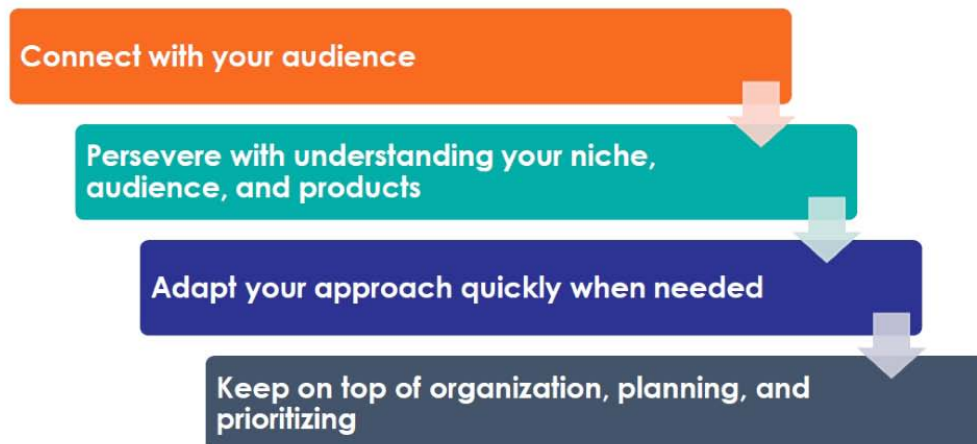 Connect with your audience
Persevere with understanding your niche,
audience, and products
Adapt your approach quickly when needed
Keep on top of organization, planning, and
prioritizing